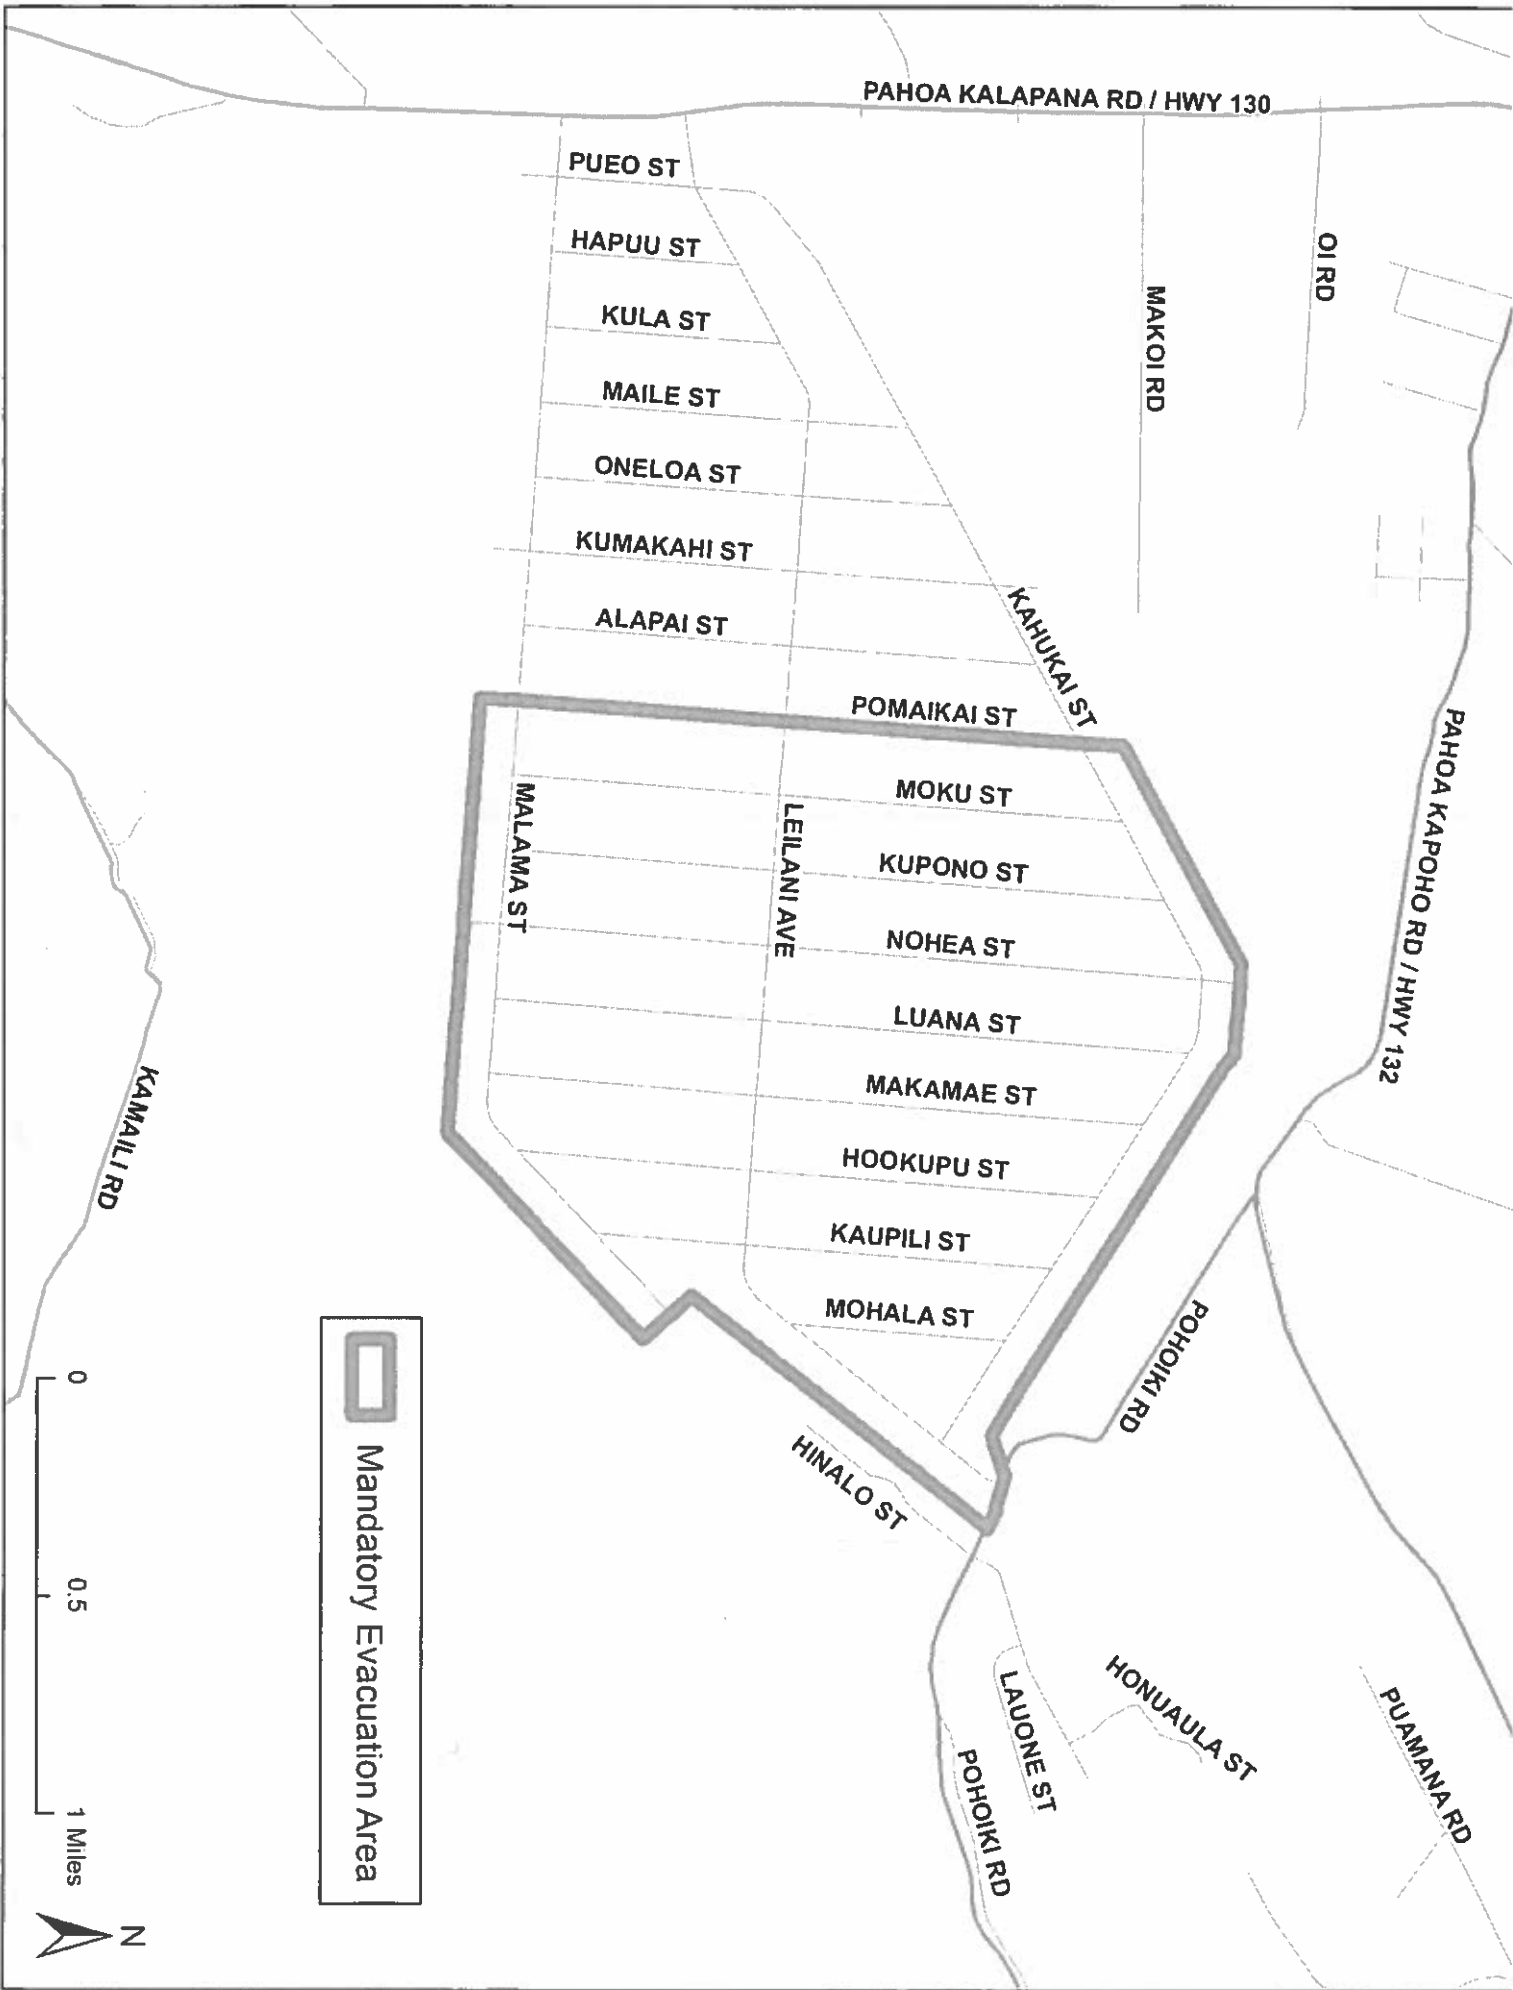 PAHOA KALAPANA RD / HWY 130
PUEO ST
HAPUU ST
OI RD
MAKOI RD
KULA ST
MAILE ST
ONELOA ST
KUMAKAHI ST
ALAPAI ST
KAHUKAI ST
POMAIKAI ST
PAHOA KAPOHO RD / HWY 132
MOKU ST
MALAMA ST
LEILANI AVE
KUPONO ST
NOHEA ST
LUANA ST
MAKAMAE ST
KAMAILI RD
HOOKUPU ST
KAUPILI ST
MOHALA ST
POHOIKI RD
HINALO ST
HONUAULA ST
LAUONE ST
PUAMANA RD
POHOIKI RD
Mandatory Evacuation Area
0
0.5
1 Miles
N